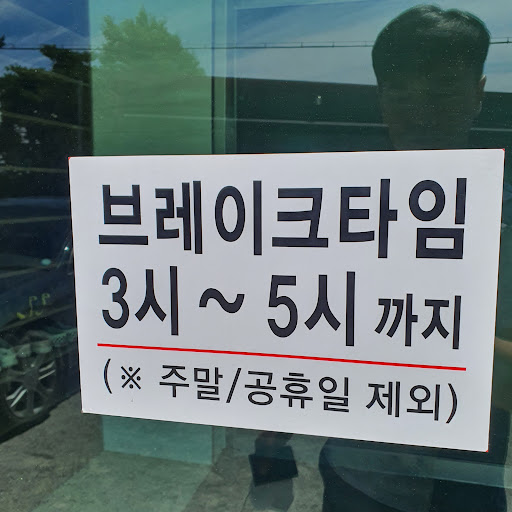 브레이크타임
3시 ~ 5시 까지
(※ 주말/공휴일 제외)